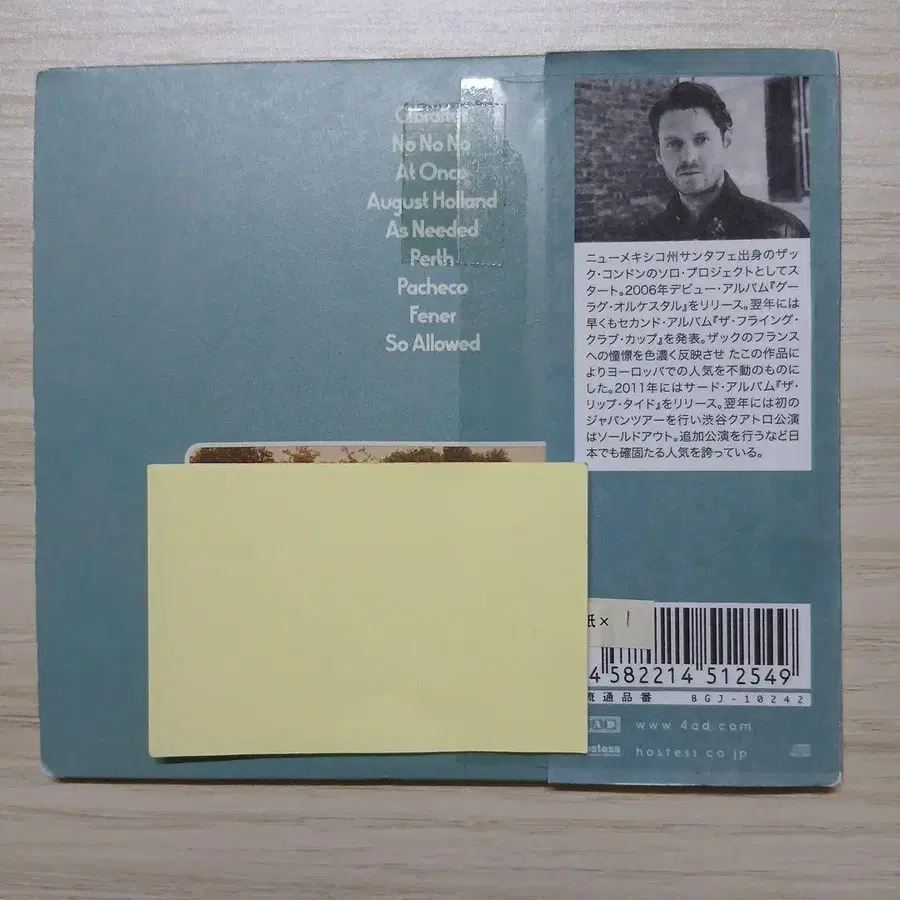 Gibraltar
No No No
At Once
August Holland
As Needed
Perth
Pacheco
Fener
So Allowed
ニューメキシコ州サンタフェ出身のザッ
ク・コンドンのソロ・プロジェクトとしてス
タート。2006年デビュー・アルバム『グー
ラグ・オルケスタル』をリリース。翌年には
早くもセカンド・アルバム『ザ・フライング・
クラブ・カップ』を発表。ザックのフランス
への憧憬を色濃く反映させ たこの作品に
よりヨーロッパでの人気を不動のものに
した。2011年にはサード・アルバム『ザ・
リップ・タイド』をリリース。翌年には初の
ジャパンツアーを行い渋谷クアトロ公演
はソールドアウト。追加公演を行うなど日
本でも確固たる人気を誇っている。
紙× 1
4 582214 512549
流通品番 BGJ-10242
4AD www.4ad.com
hostess hostess.co.jp